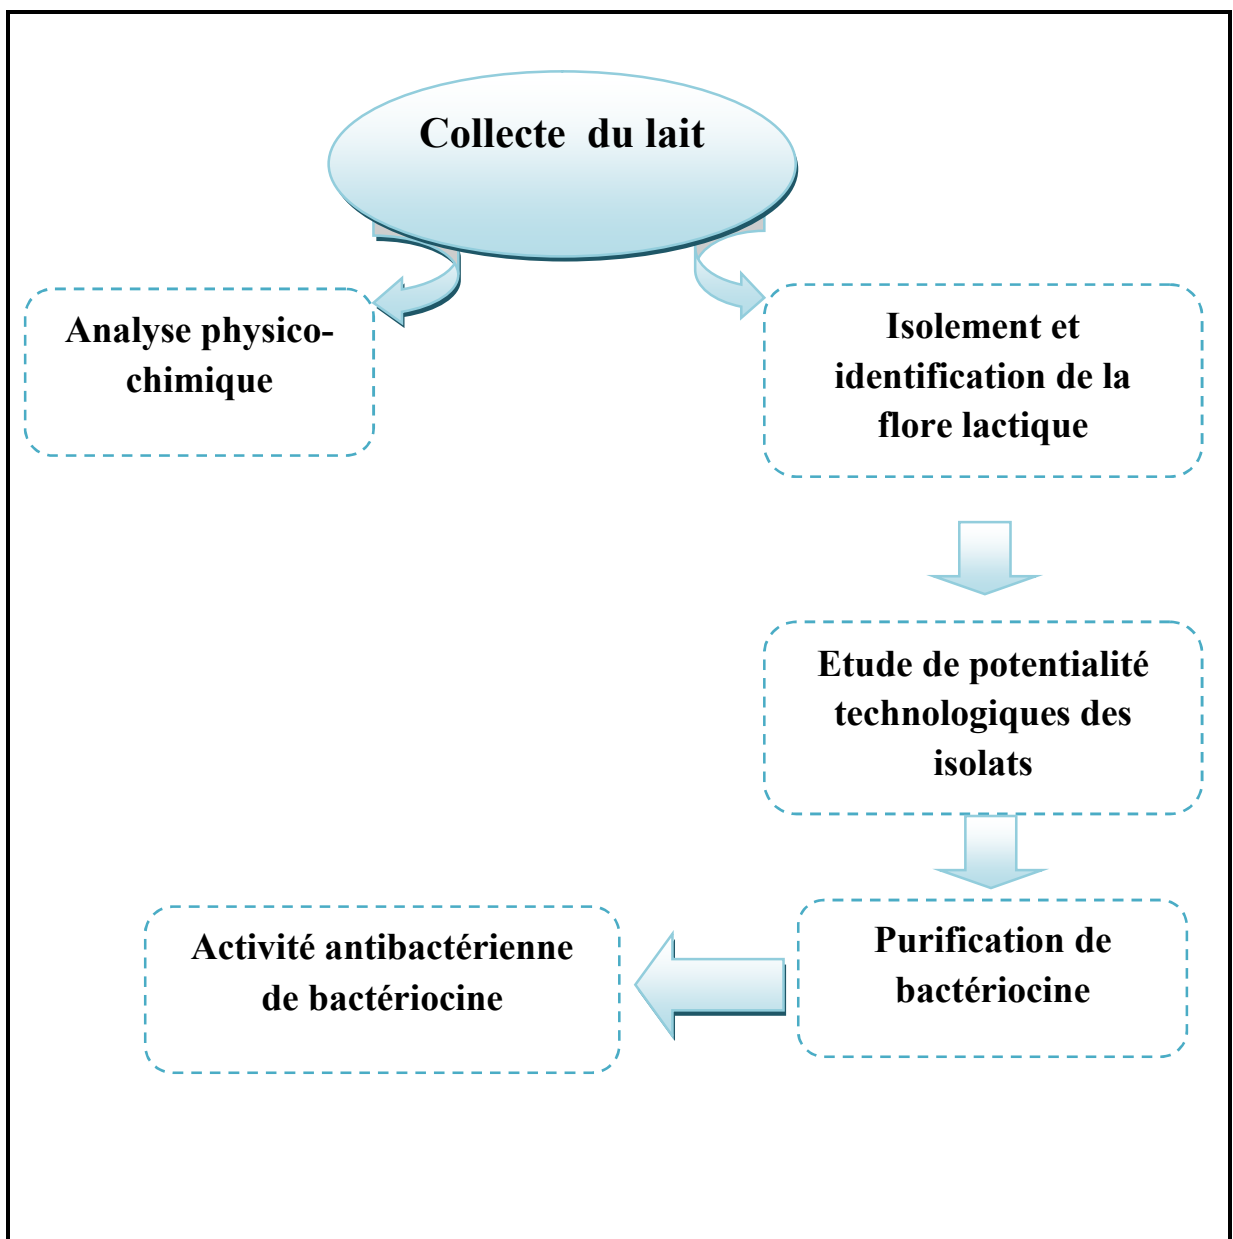 Collecte du lait
Analyse physico-
chimique
Isolement et
identification de la
flore lactique
Etude de potentialité
technologiques des
isolats
Purification de
bactériocine
Activité antibactérienne
de bactériocine